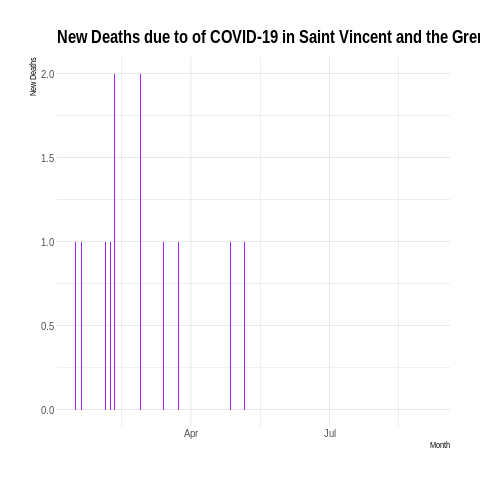 New Deaths due to of COVID-19 in Saint Vincent and the Gre
New Deaths
2.0
1.5
1.0
0.5
0.0
Apr
Jul
Month